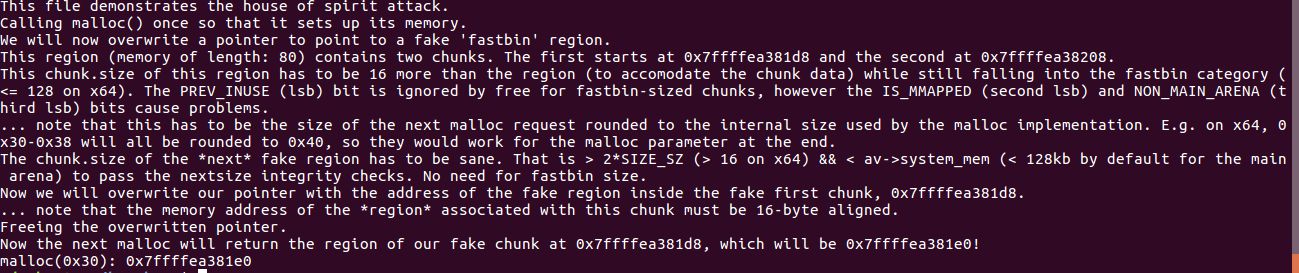 This file demonstrates the house of spirit attack.
Calling malloc() once so that it sets up its memory.
We will now overwrite a pointer to point to a fake 'fastbin' region.
This region (memory of length: 80) contains two chunks. The first starts at 0x7ffffea381d8 and the second at 0x7ffffea38208.
This chunk.size of this region has to be 16 more than the region (to accomodate the chunk data) while still falling into the fastbin category (
<= 128 on x64). The PREV_INUSE (lsb) bit is ignored by free for fastbin-sized chunks, however the IS_MMAPPED (second lsb) and NON_MAIN_ARENA (t
hird lsb) bits cause problems.
... note that this has to be the size of the next malloc request rounded to the internal size used by the malloc implementation. E.g. on x64, 0
x30-0x38 will all be rounded to 0x40, so they would work for the malloc parameter at the end.
The chunk.size of the *next* fake region has to be sane. That is > 2*SIZE_SZ (> 16 on x64) && < av->system_mem (< 128kb by default for the main
 arena) to pass the nextsize integrity checks. No need for fastbin size.
Now we will overwrite our pointer with the address of the fake region inside the fake first chunk, 0x7ffffea381d8.
... note that the memory address of the *region* associated with this chunk must be 16-byte aligned.
Freeing the overwritten pointer.
Now the next malloc will return the region of our fake chunk at 0x7ffffea381d8, which will be 0x7ffffea381e0!
malloc(0x30): 0x7ffffea381e0